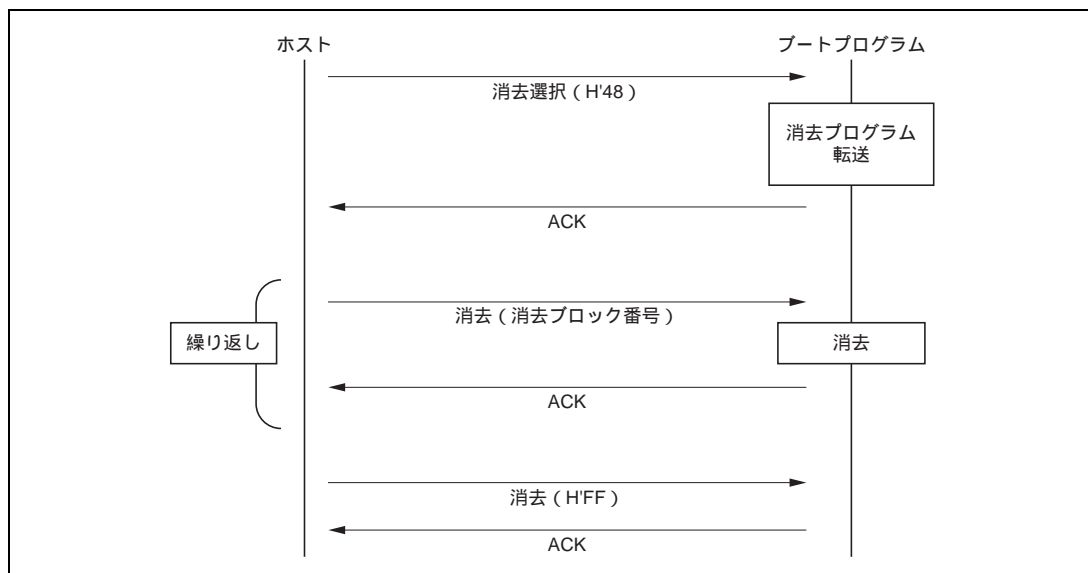 ホスト
ブートプログラム
消去選択（H'48）
消去プログラム
転送
ACK
消去（消去ブロック番号）
繰り返し
消去
ACK
消去（H'FF）
ACK